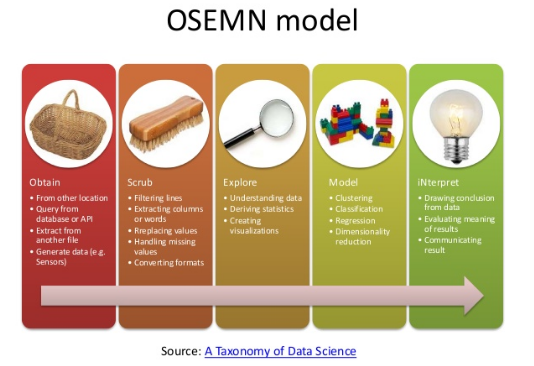 OSEMN model
Obtain
• From other location
• Query from
database or API
• Extract from
another file
• Generate data (e.g.
Sensors)
Scrub
• Filtering lines
• Extracting columns
or words
• Rreplacing values
• Handling missing
values
• Converting formats
Explore
• Understanding data
• Deriving statistics
• Creating
visualizations
Model
• Clustering
• Classification
• Regression
• Dimensionality
reduction
iNterpret
• Drawing conclusion
from data
• Evaluating meaning
of results
• Communicating
result
Source: A Taxonomy of Data Science